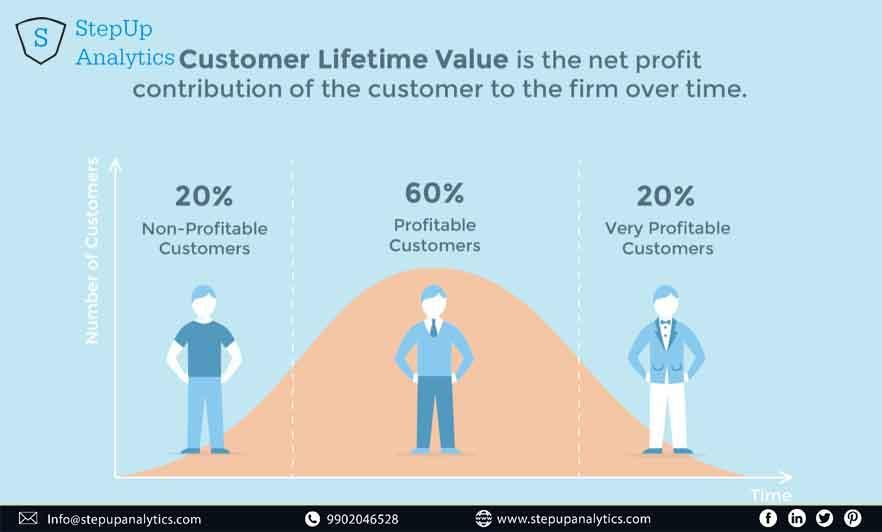 S
StepUp
Analytics
Customer Lifetime Value is the net profit
contribution of the customer to the firm over time.
Number of Customers
20%
Non-Profitable
Customers
60%
Profitable
Customers
20%
Very Profitable
Customers
Time
Info@stepupanalytics.com
9902046528
www.stepupanalytics.com